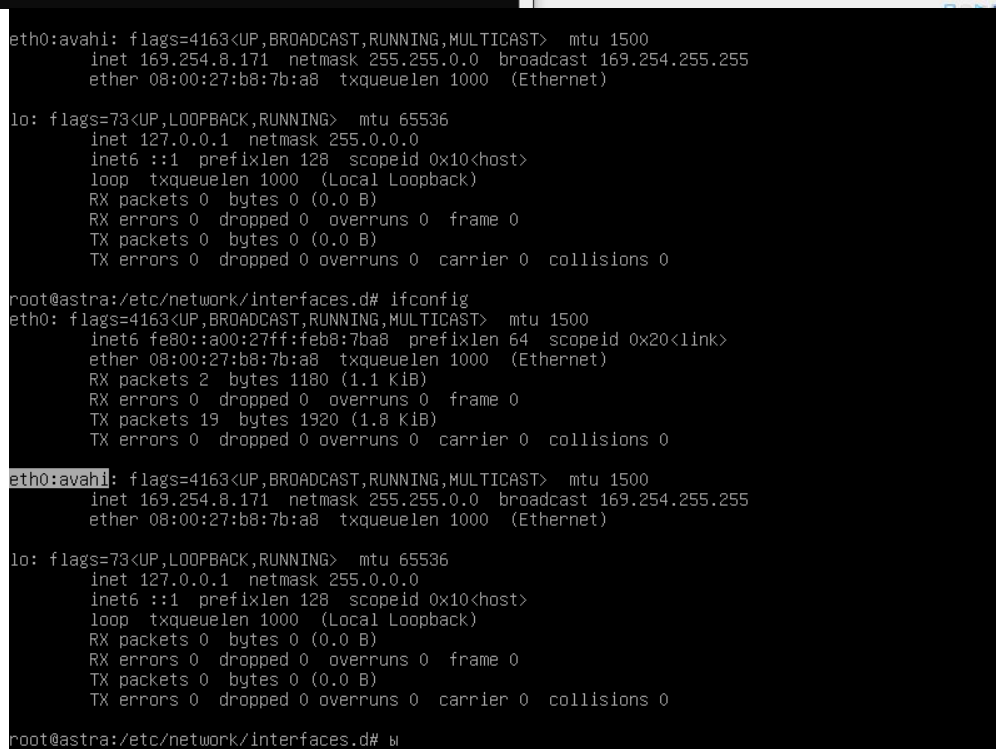 eth0:avahi: flags=4163<UP,BROADCAST,RUNNING,MULTICAST>  mtu 1500
        inet 169.254.8.171  netmask 255.255.0.0  broadcast 169.254.255.255
        ether 08:00:27:b8:7b:a8  txqueuelen 1000  (Ethernet)

lo: flags=73<UP,LOOPBACK,RUNNING>  mtu 65536
        inet 127.0.0.1  netmask 255.0.0.0
        inet6 ::1  prefixlen 128  scopeid 0x10<host>
        loop  txqueuelen 1000  (Local Loopback)
        RX packets 0  bytes 0 (0.0 B)
        RX errors 0  dropped 0  overruns 0  frame 0
        TX packets 0  bytes 0 (0.0 B)
        TX errors 0  dropped 0 overruns 0  carrier 0  collisions 0

root@astra:/etc/network/interfaces.d# ifconfig
eth0: flags=4163<UP,BROADCAST,RUNNING,MULTICAST>  mtu 1500
        inet6 fe80::a00:27ff:feb8:7ba8  prefixlen 64  scopeid 0x20<link>
        ether 08:00:27:b8:7b:a8  txqueuelen 1000  (Ethernet)
        RX packets 2  bytes 1180 (1.1 KiB)
        RX errors 0  dropped 0  overruns 0  frame 0
        TX packets 19  bytes 1920 (1.8 KiB)
        TX errors 0  dropped 0 overruns 0  carrier 0  collisions 0

eth0:avahi: flags=4163<UP,BROADCAST,RUNNING,MULTICAST>  mtu 1500
        inet 169.254.8.171  netmask 255.255.0.0  broadcast 169.254.255.255
        ether 08:00:27:b8:7b:a8  txqueuelen 1000  (Ethernet)

lo: flags=73<UP,LOOPBACK,RUNNING>  mtu 65536
        inet 127.0.0.1  netmask 255.0.0.0
        inet6 ::1  prefixlen 128  scopeid 0x10<host>
        loop  txqueuelen 1000  (Local Loopback)
        RX packets 0  bytes 0 (0.0 B)
        RX errors 0  dropped 0  overruns 0  frame 0
        TX packets 0  bytes 0 (0.0 B)
        TX errors 0  dropped 0 overruns 0  carrier 0  collisions 0

root@astra:/etc/network/interfaces.d# ы